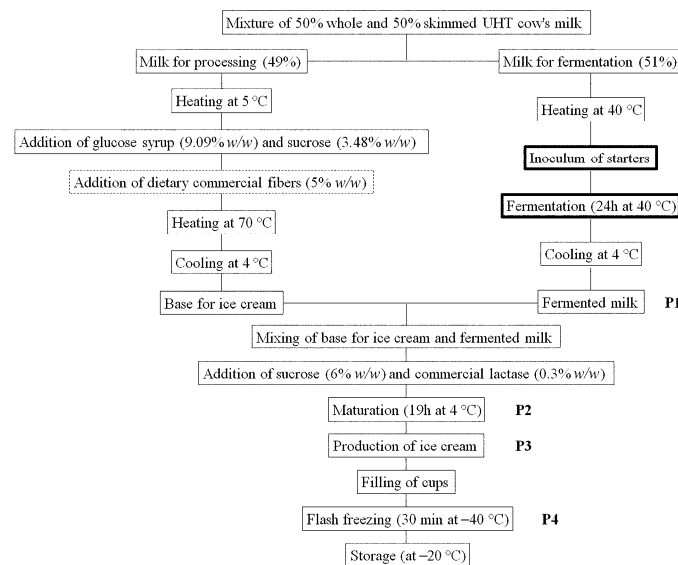 Mixture of 50% whole and 50% skimmed UHT cow's milk
Milk for processing (49%)
Milk for fermentation (51%)
Heating at 5 °C
Heating at 40 °C
Addition of glucose syrup (9.09% w/w) and sucrose (3.48% w/w)
Inoculum of starters
Addition of dietary commercial fibers (5% w/w)
Fermentation (24h at 40 °C)
Heating at 70 °C
Cooling at 4 °C
Cooling at 4 °C
Base for ice cream
Fermented milk
P1
Mixing of base for ice cream and fermented milk
Addition of sucrose (6% w/w) and commercial lactase (0.3% w/w)
Maturation (19h at 4 °C)
P2
Production of ice cream
P3
Filling of cups
Flash freezing (30 min at −40 °C)
P4
Storage (at −20 °C)